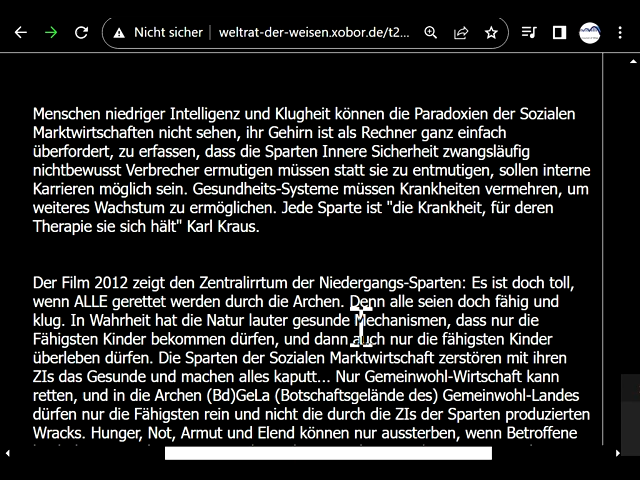 Nicht sicher
weltrat-der-weisen.xobor.de/t2...
Menschen niedriger Intelligenz und Klugheit können die Paradoxien der Sozialen
Marktwirtschaften nicht sehen, ihr Gehirn ist als Rechner ganz einfach
überfordert, zu erfassen, dass die Sparten Innere Sicherheit zwangsläufig
nichtbewusst Verbrecher ermutigen müssen statt sie zu entmutigen, sollen interne
Karrieren möglich sein. Gesundheits-Systeme müssen Krankheiten vermehren, um
weiteres Wachstum zu ermöglichen. Jede Sparte ist "die Krankheit, für deren
Therapie sie sich hält" Karl Kraus.
Der Film 2012 zeigt den Zentralirrtum der Niedergangs-Sparten: Es ist doch toll,
wenn ALLE gerettet werden durch die Archen. Denn alle seien doch fähig und
klug. In Wahrheit hat die Natur lauter gesunde Mechanismen, dass nur die
Fähigsten Kinder bekommen dürfen, und dann auch nur die fähigsten Kinder
überleben dürfen. Die Sparten der Sozialen Marktwirtschaft zerstören mit ihren
ZIs das Gesunde und machen alles kaputt... Nur Gemeinwohl-Wirtschaft kann
retten, und in die Archen (Bd)GeLa (Botschaftsgelände des) Gemeinwohl-Landes
dürfen nur die Fähigsten rein und nicht die durch die ZIs der Sparten produzierten
Wracks. Hunger, Not, Armut und Elend können nur aussterben, wenn Betroffene